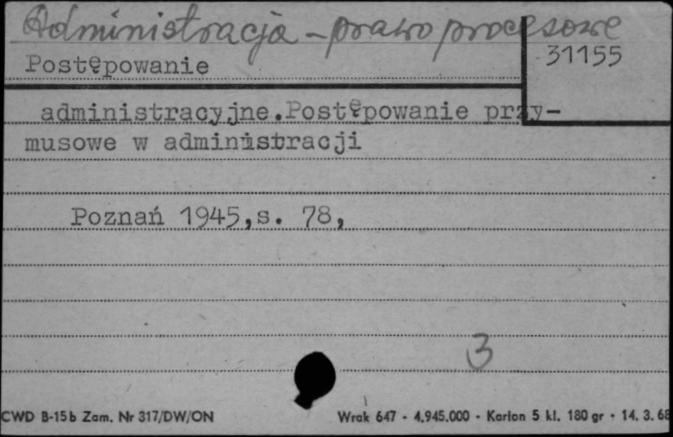 Administracja - prawo procesowe
31155
Postępowanie
administracyjne.Postępowanie przy-
musowe w administracji
Poznań 1945,s. 78,
3
CWD B-15b Zam. Nr 317/DW/ON
Wrak 647 - 4.945.000 - Karton 5 kl. 180 gr - 14. 3. 68